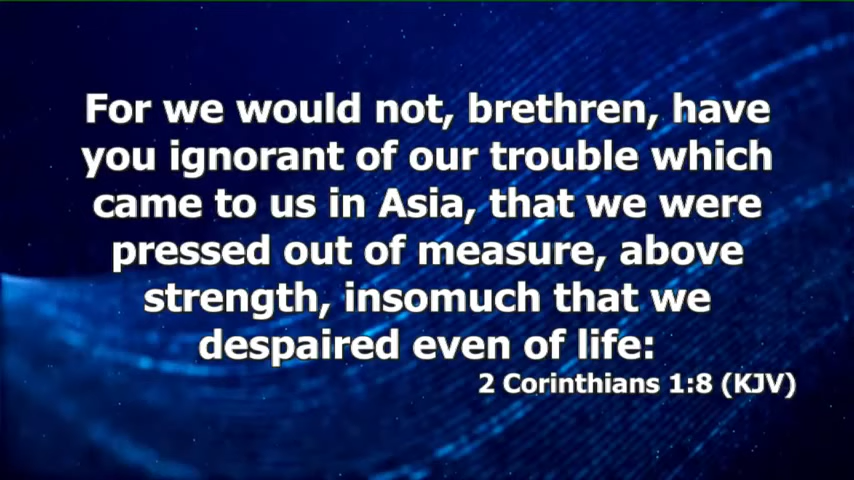 For we would not, brethren, have
you ignorant of our trouble which
came to us in Asia, that we were
pressed out of measure, above
strength, insomuch that we
despaired even of life:
2 Corinthians 1:8 (KJV)